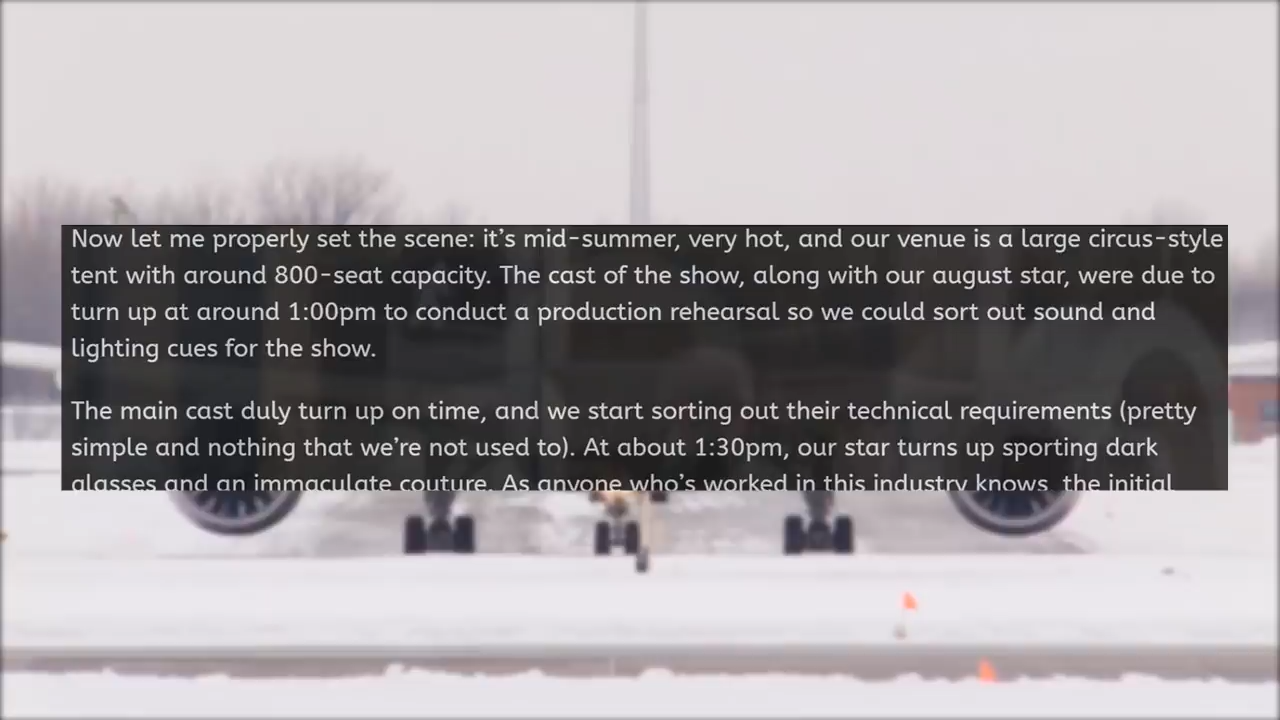 Now let me properly set the scene: it’s mid-summer, very hot, and our venue is a large circus-style
tent with around 800-seat capacity. The cast of the show, along with our august star, were due to
turn up at around 1:00pm to conduct a production rehearsal so we could sort out sound and
lighting cues for the show.
The main cast duly turn up on time, and we start sorting out their technical requirements (pretty
simple and nothing that we’re not used to). At about 1:30pm, our star turns up sporting dark
glasses and an immaculate couture. As anyone who’s worked in this industry knows, the initial